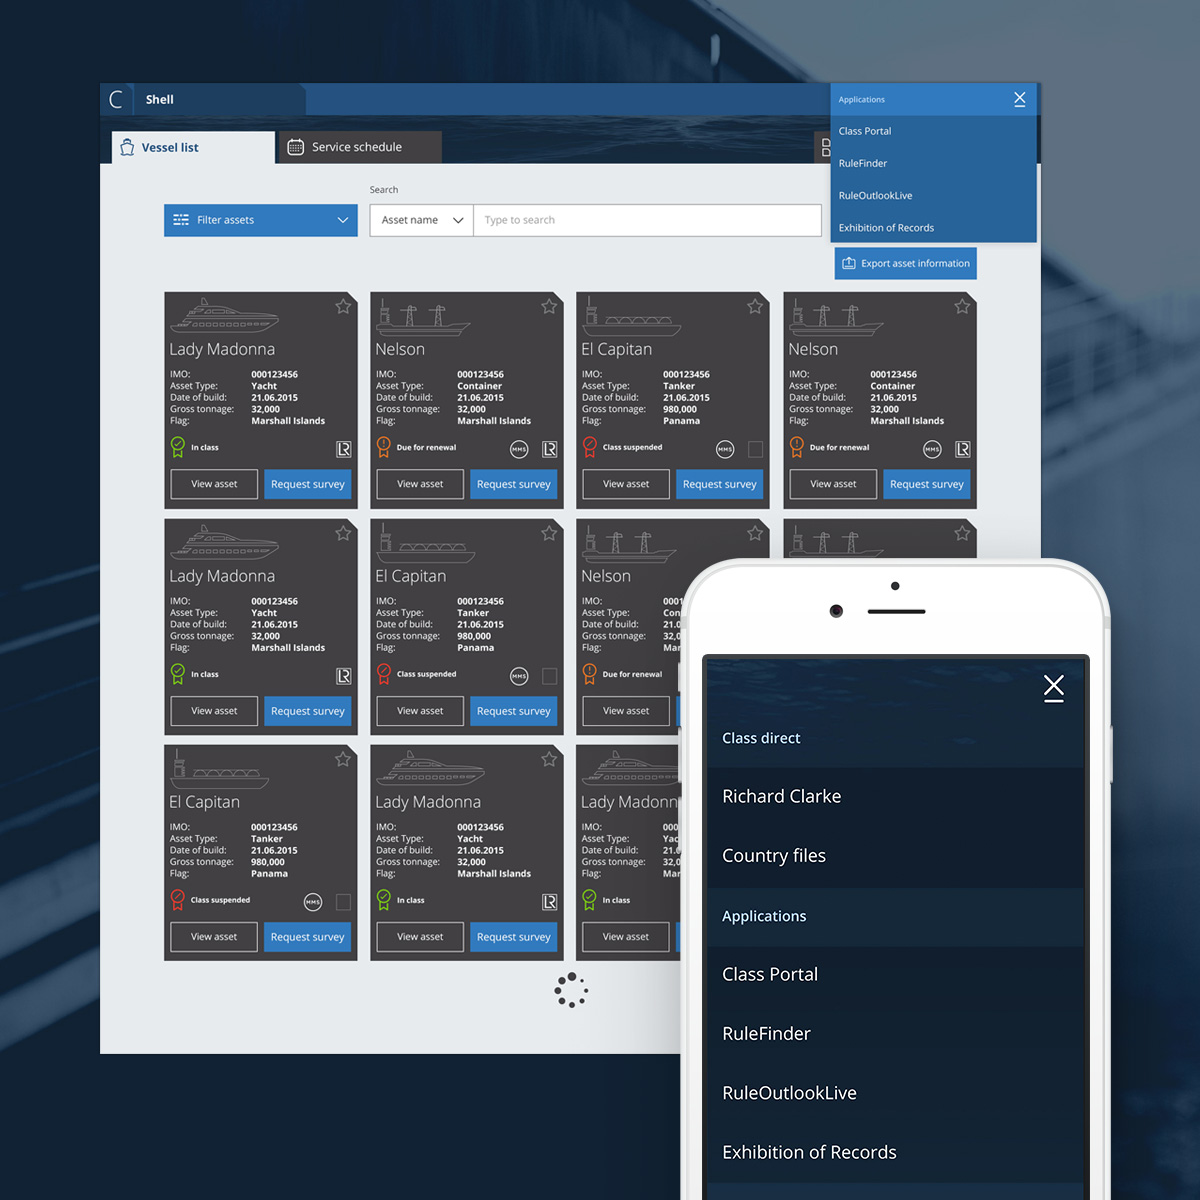 C Shell
Applications
Class Portal
RuleFinder
RuleOutlookLive
Exhibition of Records
Vessel list
Service schedule
Search
Filter assets
Asset name
Type to search
Export asset information
Lady Madonna
IMO: 000123456
Asset Type: Yacht
Date of build: 21.06.2015
Gross tonnage: 32,000
Flag: Marshall Islands
In class LR
View asset Request survey
Nelson
IMO: 000123456
Asset Type: Container
Date of build: 21.06.2015
Gross tonnage: 32,000
Flag: Marshall Islands
Due for renewal MMS LR
View asset Request survey
El Capitan
IMO: 000123456
Asset Type: Tanker
Date of build: 21.06.2015
Gross tonnage: 980,000
Flag: Panama
Class suspended MMS
View asset Request survey
Nelson
IMO: 000123456
Asset Type: Container
Date of build: 21.06.2015
Gross tonnage: 32,000
Flag: Marshall Islands
Due for renewal MMS LR
View asset Request survey
Lady Madonna
IMO: 000123456
Asset Type: Yacht
Date of build: 21.06.2015
Gross tonnage: 32,000
Flag: Marshall Islands
In class LR
View asset Request survey
El Capitan
IMO: 000123456
Asset Type: Tanker
Date of build: 21.06.2015
Gross tonnage: 980,000
Flag: Panama
Class suspended MMS
View asset Request survey
Nelson
IMO: 0001
Asset Type: Con
Date of build: 21.0
Gross tonnage: 32,0
Flag: Mar
Due for renewal
View asset
El Capitan
IMO: 000123456
Asset Type: Tanker
Date of build: 21.06.2015
Gross tonnage: 980,000
Flag: Panama
Class suspended MMS
View asset Request survey
Lady Madonna
IMO: 000123456
Asset Type: Yacht
Date of build: 21.06.2015
Gross tonnage: 32,000
Flag: Marshall Islands
In class LR
View asset Request survey
Lady Madonn
IMO: 000
Asset Type: Yac
Date of build: 21.0
Gross tonnage: 32,0
Flag: Mar
In class
View asset
Class direct
Richard Clarke
Country files
Applications
Class Portal
RuleFinder
RuleOutlookLive
Exhibition of Records